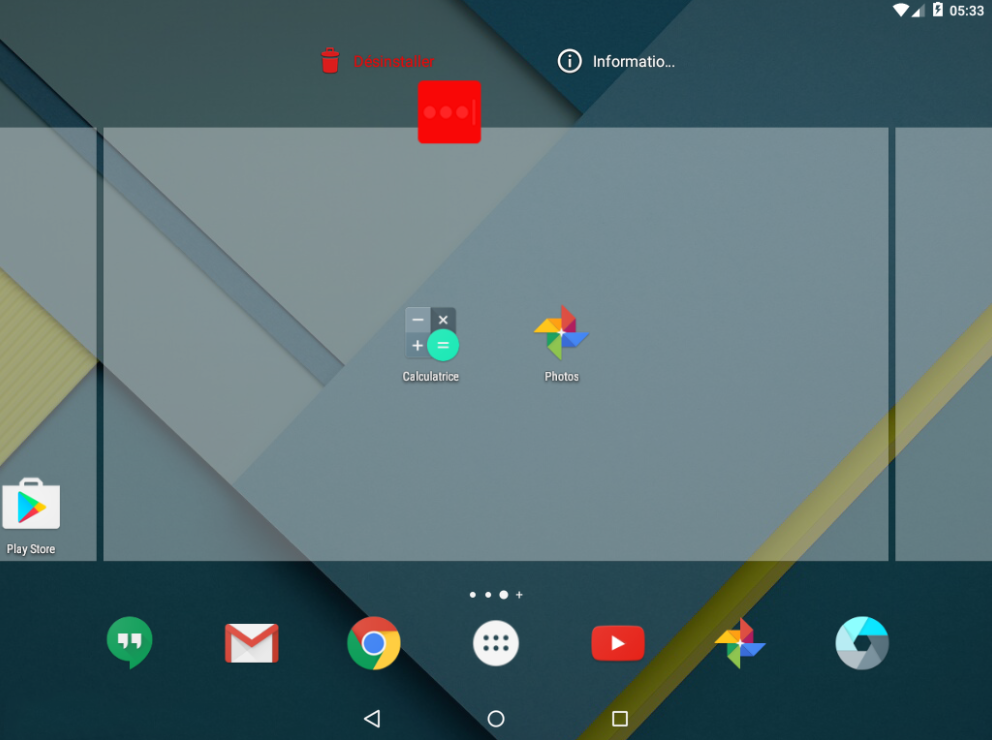 05:33
Désinstaller
Informatio...
Calculatrice
Photos
Play Store